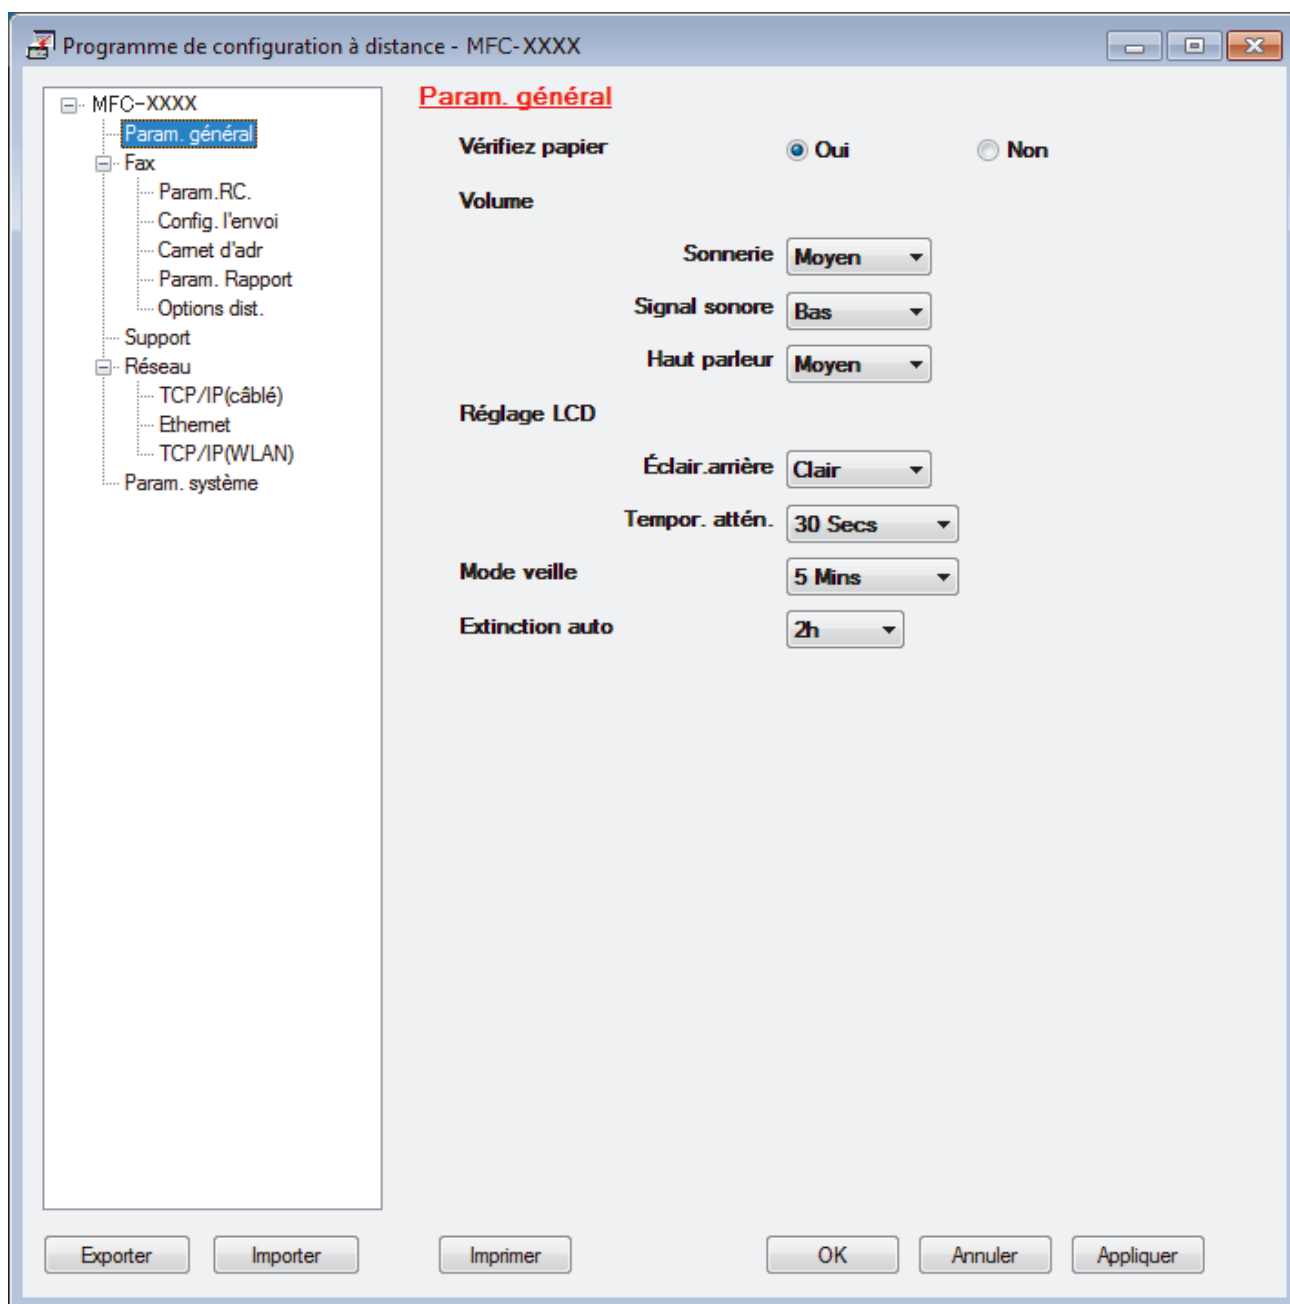 Programme de configuration à distance - MFC-XXXX
MFC-XXXX
Param. général
Fax
Param.RC.
Config. l'envoi
Carnet d'adr
Param. Rapport
Options dist.
Support
Réseau
TCP/IP(câblé)
Ethernet
TCP/IP(WLAN)
Param. système
Param. général
Vérifiez papier Oui Non
Volume
Sonnerie Moyen
Signal sonore Bas
Haut parleur Moyen
Réglage LCD
Éclair.arrière Clair
Tempor. attén. 30 Secs
Mode veille 5 Mins
Extinction auto 2h
Exporter Importer Imprimer OK Annuler Appliquer